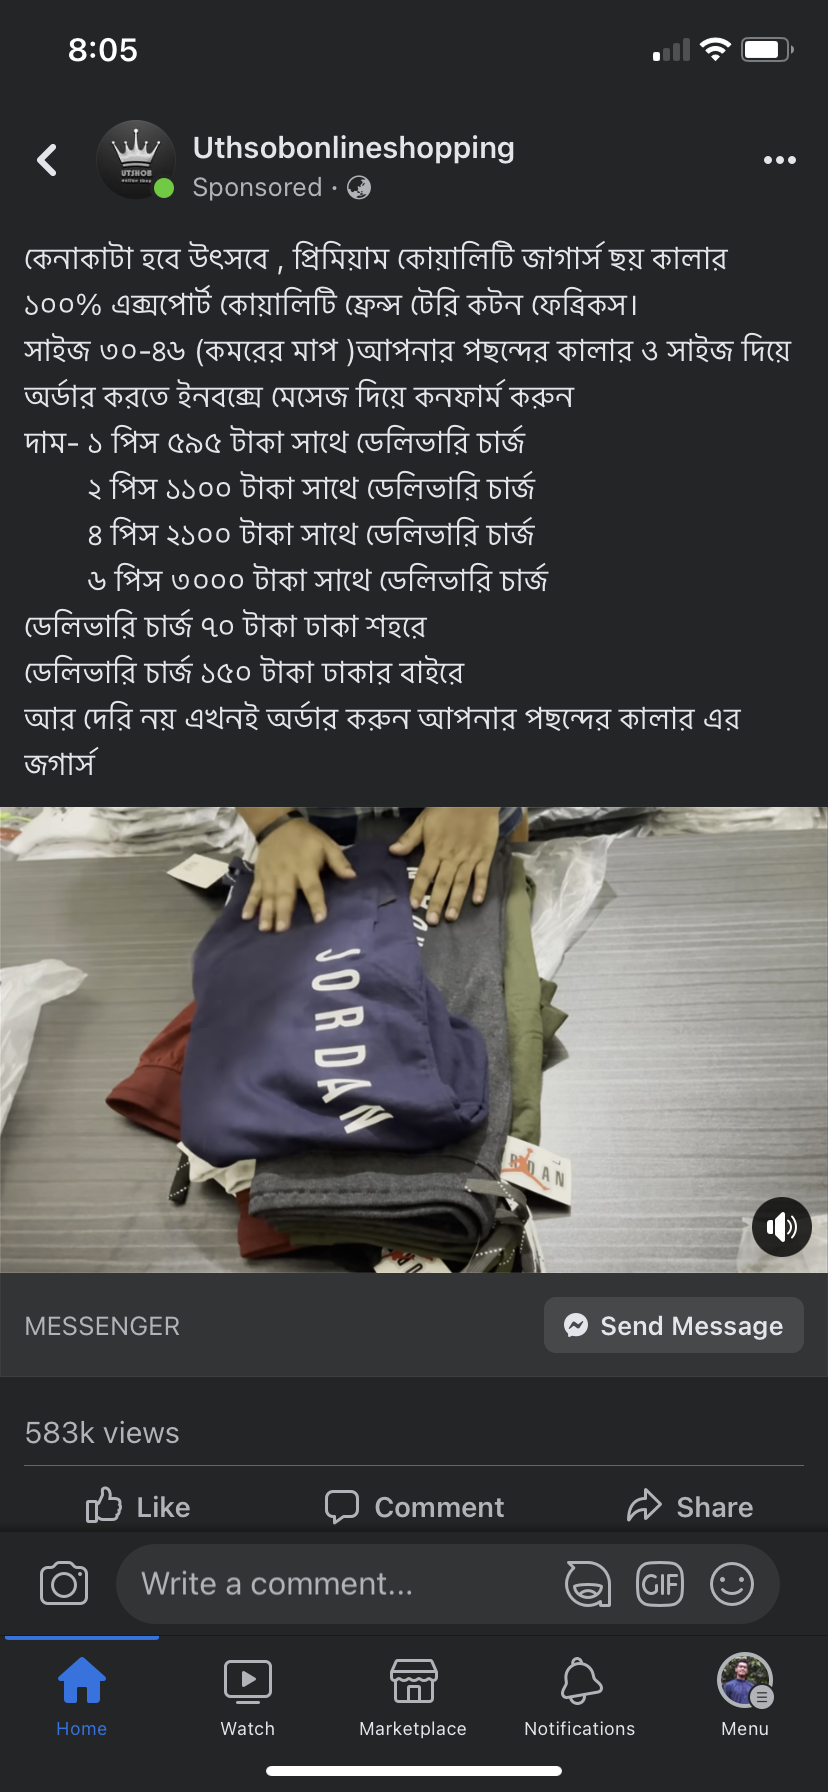 8:05
UTSHOB
online shop
Uthsobonlineshopping
Sponsored ·
কেনাকাটা হবে উৎসবে , প্রিমিয়াম কোয়ালিটি জাগার্স ছয় কালার
১০০% এক্সপোর্ট কোয়ালিটি ফ্রেন্স টেরি কটন ফেব্রিকস।
সাইজ ৩০-৪৬ (কমরের মাপ )আপনার পছন্দের কালার ও সাইজ দিয়ে
অর্ডার করতে ইনবক্সে মেসেজ দিয়ে কনফার্ম করুন
দাম- ১ পিস ৫৯৫ টাকা সাথে ডেলিভারি চার্জ
২ পিস ১১০০ টাকা সাথে ডেলিভারি চার্জ
৪ পিস ২১০০ টাকা সাথে ডেলিভারি চার্জ
৬ পিস ৩০০০ টাকা সাথে ডেলিভারি চার্জ
ডেলিভারি চার্জ ৭০ টাকা ঢাকা শহরে
ডেলিভারি চার্জ ১৫০ টাকা ঢাকার বাইরে
আর দেরি নয় এখনই অর্ডার করুন আপনার পছন্দের কালার এর
জগার্স
JORDAN
MESSENGER
Send Message
583k views
Like Comment Share
Write a comment...
GIF
Home Watch Marketplace Notifications Menu